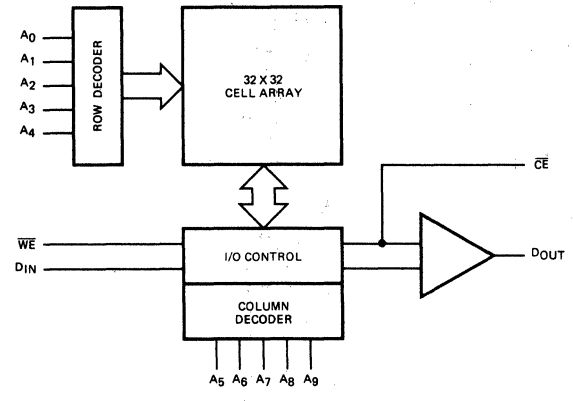 A0
A1
A2
A3
A4
ROW DECODER
32 X 32
CELL ARRAY
CE
WE
DIN
I/O CONTROL
DOUT
COLUMN
DECODER
A5 A6 A7 A8 A9